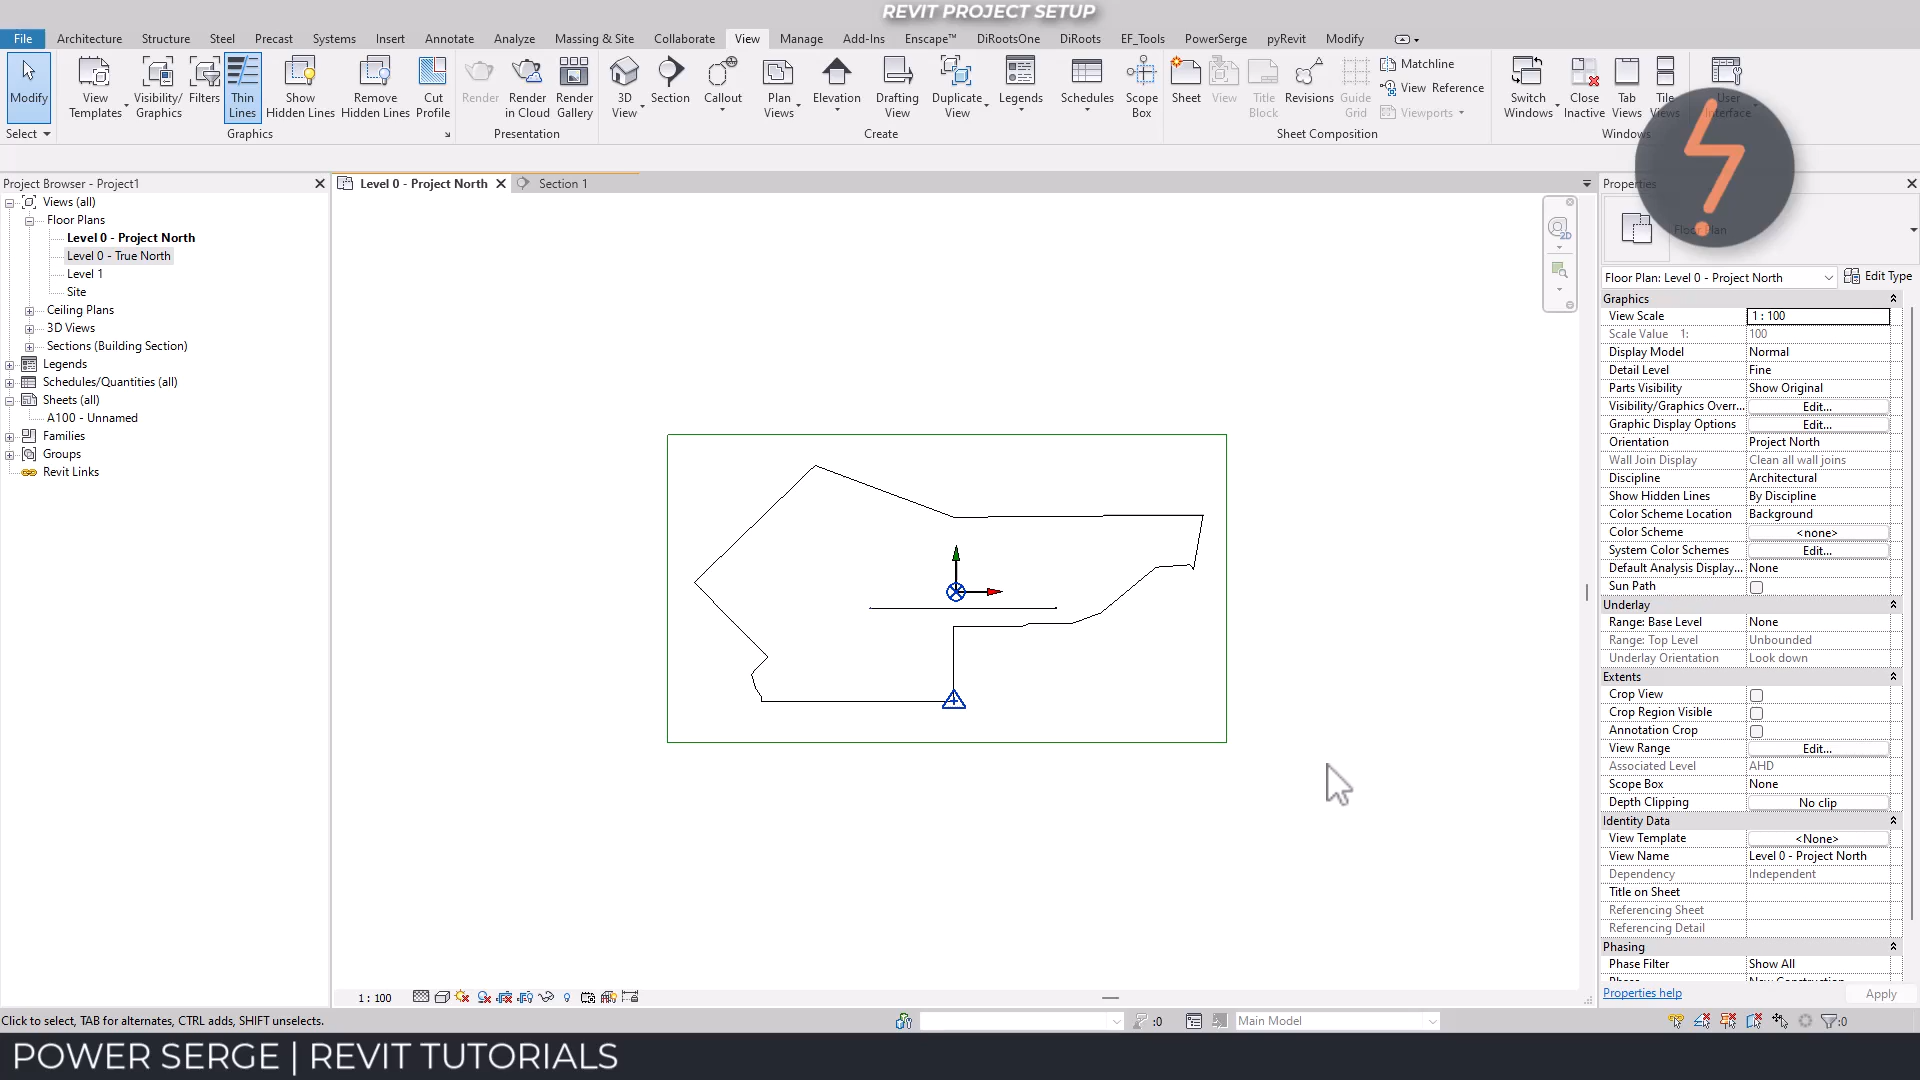 REVIT PROJECT SETUP
File Architecture Structure Steel Precast Systems Insert Annotate Analyze Massing & Site Collaborate View Manage Add-Ins Enscape™ DiRootsOne DiRoots EF_Tools PowerSerge pyRevit Modify
Modify
View Templates
Visibility/ Graphics
Filters
Thin Lines
Show Hidden Lines
Remove Hidden Lines
Cut Profile
Render
Render in Cloud
Render Gallery
3D View
Section
Callout
Plan Views
Elevation
Drafting View
Duplicate View
Legends
Schedules
Scope Box
Sheet
View
Title Block
Revisions
Guide Grid
Matchline
View Reference
Viewports
Switch Windows
Close Inactive
Tab Views
Tile Views
User Interface
Select
Graphics
Presentation
Create
Sheet Composition
Windows
Project Browser - Project1
Views (all)
Floor Plans
Level 0 - Project North
Level 0 - True North
Level 1
Site
Ceiling Plans
3D Views
Sections (Building Section)
Legends
Schedules/Quantities (all)
Sheets (all)
A100 - Unnamed
Families
Groups
Revit Links
Level 0 - Project North
Section 1
2D
Properties
Floor Plan
Floor Plan: Level 0 - Project North
Edit Type
Graphics
View Scale 1 : 100
Scale Value 1: 100
Display Model Normal
Detail Level Fine
Parts Visibility Show Original
Visibility/Graphics Overr... Edit...
Graphic Display Options Edit...
Orientation Project North
Wall Join Display Clean all wall joins
Discipline Architectural
Show Hidden Lines By Discipline
Color Scheme Location Background
Color Scheme <none>
System Color Schemes Edit...
Default Analysis Display... None
Sun Path
Underlay
Range: Base Level None
Range: Top Level Unbounded
Underlay Orientation Look down
Extents
Crop View
Crop Region Visible
Annotation Crop
View Range Edit...
Associated Level AHD
Scope Box None
Depth Clipping No clip
Identity Data
View Template <None>
View Name Level 0 - Project North
Dependency Independent
Title on Sheet
Referencing Sheet
Referencing Detail
Phasing
Phase Filter Show All
Properties help
Apply
1 : 100
Click to select, TAB for alternates, CTRL adds, SHIFT unselects.
:0
Main Model
:0
POWER SERGE | REVIT TUTORIALS